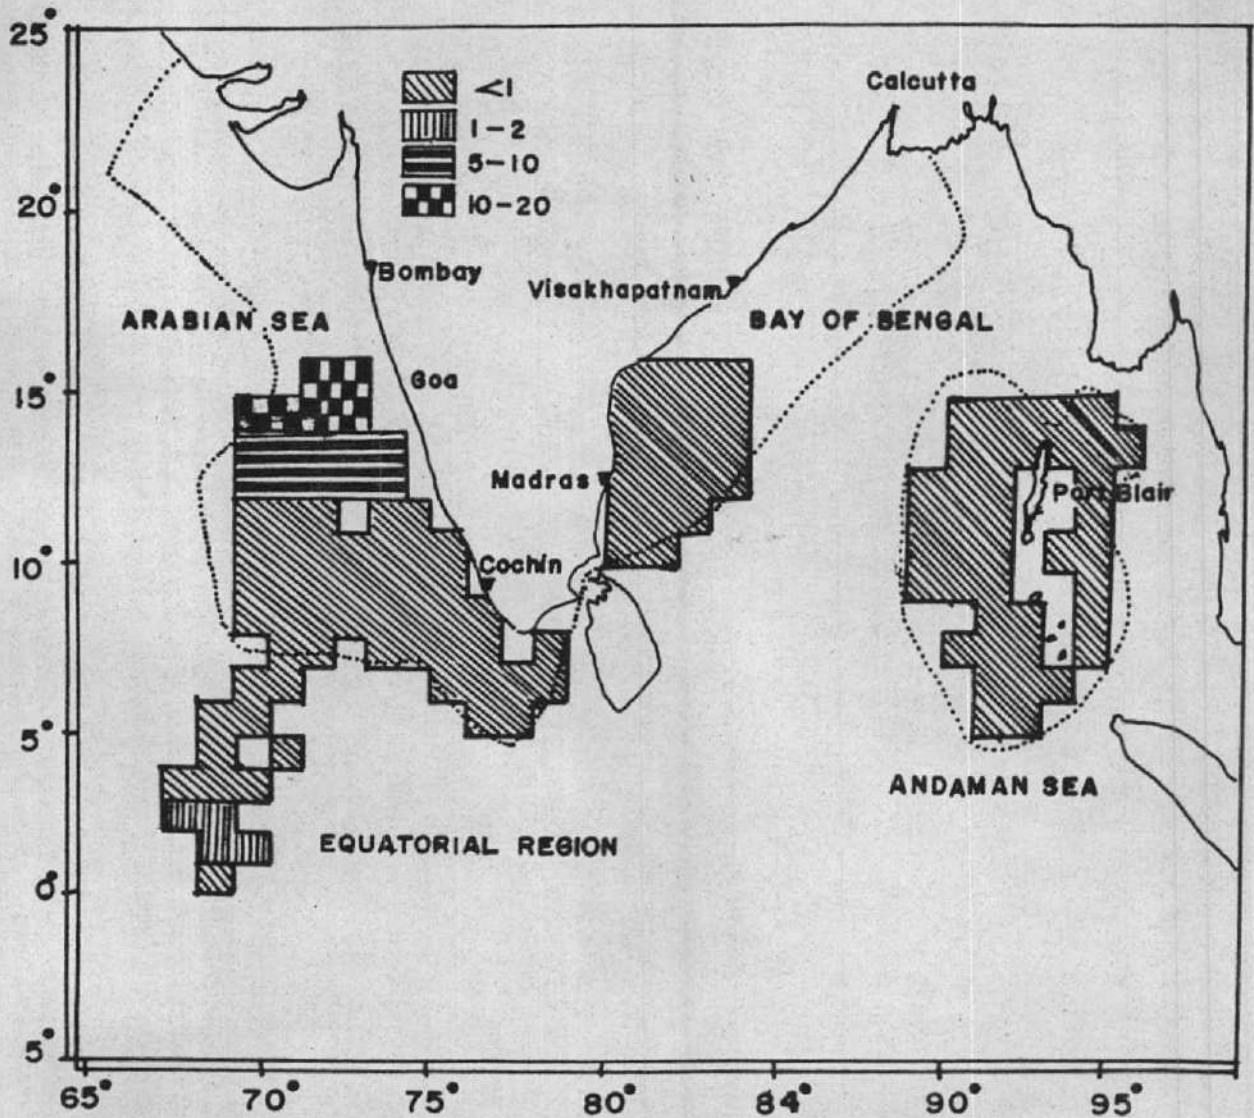 25°
<1
Calcutta
1-2
5-10
20°
10-20
Bombay
Visakhapatnam
ARABIAN SEA
BAY OF BENGAL
Goa
15°
Madras
Port Blair
10°
Cochin
5°
ANDAMAN SEA
EQUATORIAL REGION
0°
5°
65° 70° 75° 80° 84° 90° 95°